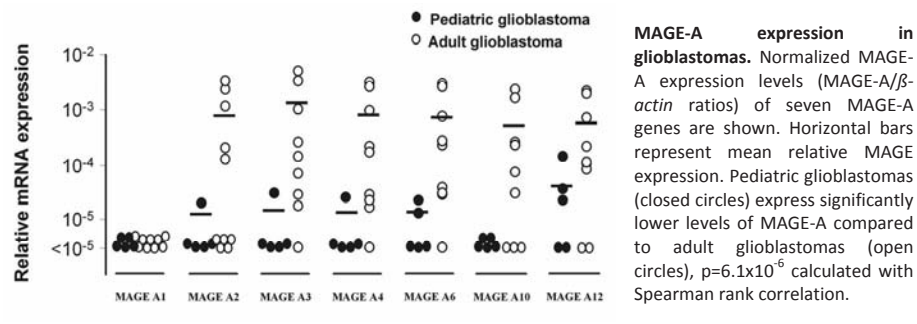 ● Pediatric glioblastoma
○ Adult glioblastoma
Relative mRNA expression
10-2
10-3
10-4
10-5
<10-5
MAGE A1 MAGE A2 MAGE A3 MAGE A4 MAGE A6 MAGE A10 MAGE A12
MAGE-A expression in
glioblastomas. Normalized MAGE-
A expression levels (MAGE-A/β-
actin ratios) of seven MAGE-A
genes are shown. Horizontal bars
represent mean relative MAGE
expression. Pediatric glioblastomas
(closed circles) express significantly
lower levels of MAGE-A compared
to adult glioblastomas (open
circles), p=6.1x10-6 calculated with
Spearman rank correlation.